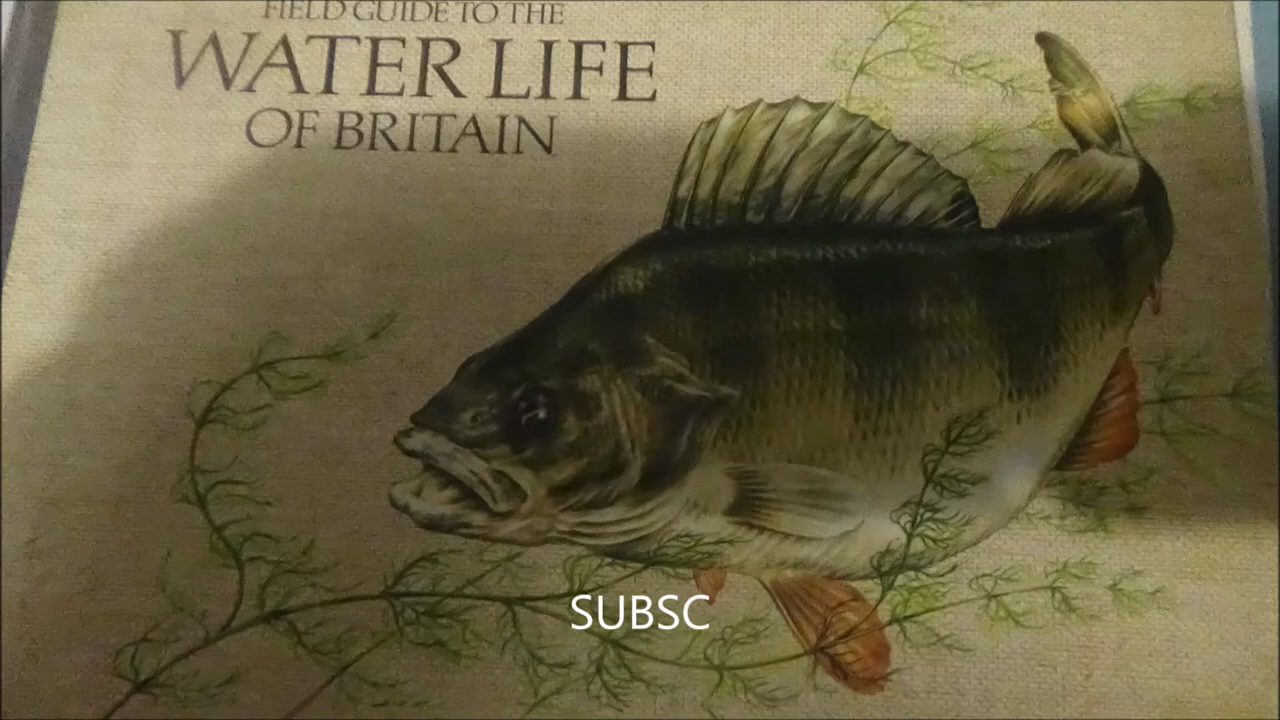 FIELD GUIDE TO THE
WATER LIFE
OF BRITAIN
SUBSC